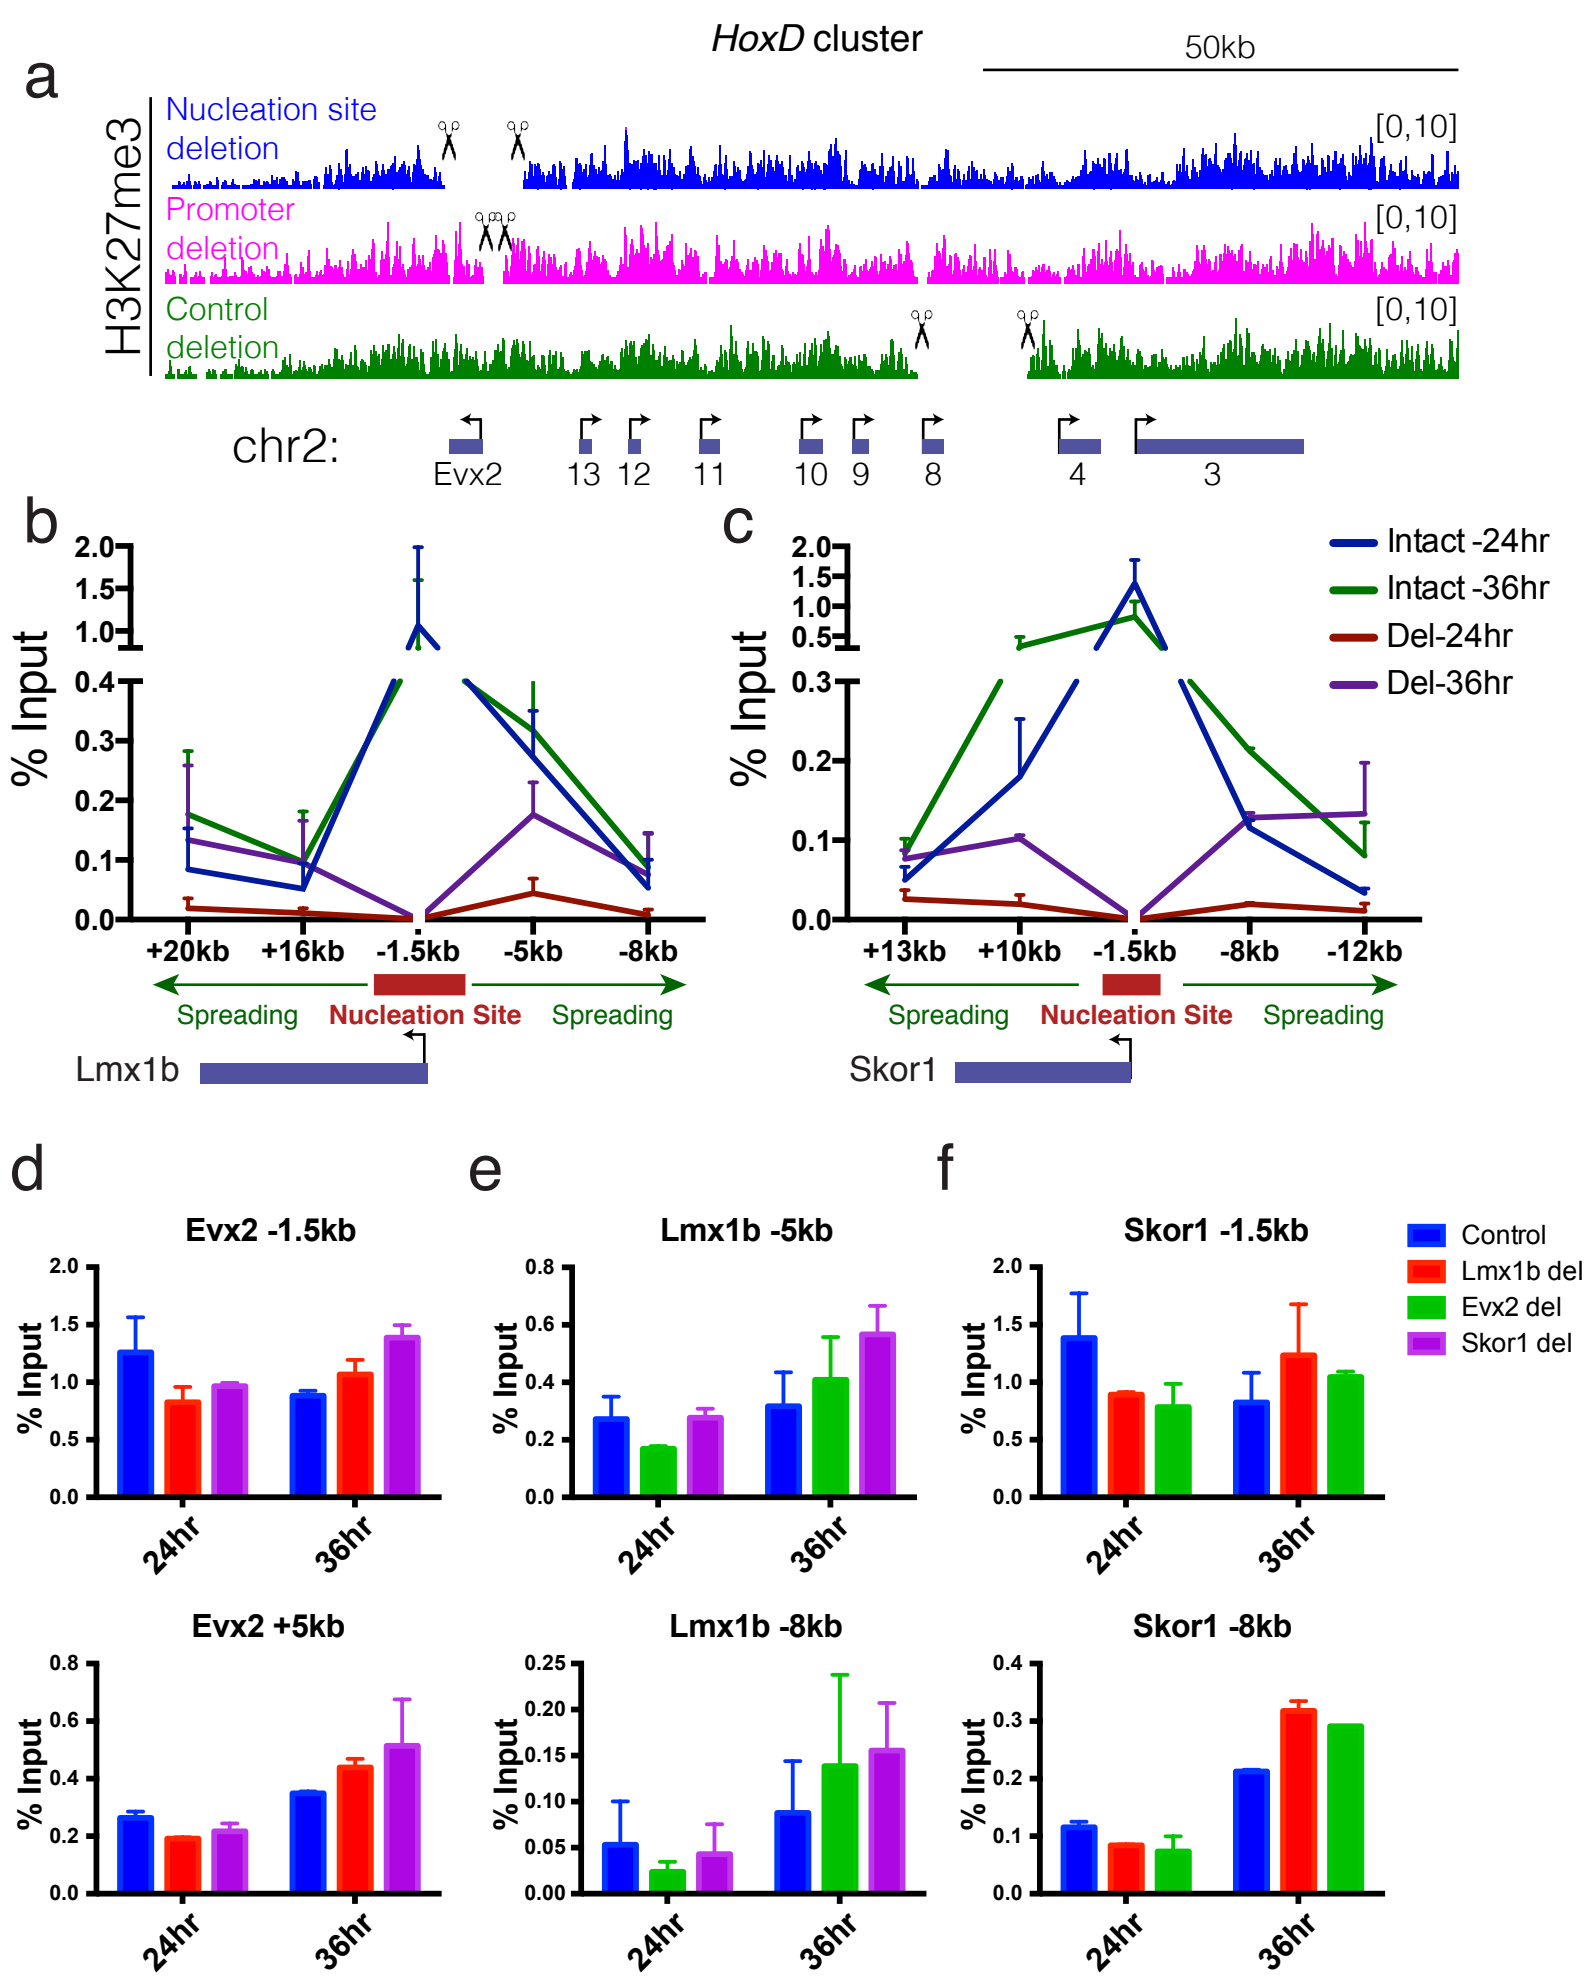 HoxD cluster
50kb
a
H3K27me3
Nucleation site
deletion
[0,10]
Promoter
deletion
[0,10]
Control
deletion
[0,10]
chr2:
Evx2 13 12 11 10 9 8 4 3
b
% Input
2.0
1.5
1.0
0.4
0.3
0.2
0.1
0.0
+20kb +16kb -1.5kb -5kb -8kb
Spreading Nucleation Site Spreading
Lmx1b
c
% Input
2.0
1.5
1.0
0.5
0.3
0.2
0.1
0.0
+13kb +10kb -1.5kb -8kb -12kb
Spreading Nucleation Site Spreading
Skor1
Intact -24hr
Intact -36hr
Del-24hr
Del-36hr
d
Evx2 -1.5kb
% Input
2.0
1.5
1.0
0.5
0.0
24hr 36hr
Evx2 +5kb
% Input
0.8
0.6
0.4
0.2
0.0
24hr 36hr
e
Lmx1b -5kb
% Input
0.8
0.6
0.4
0.2
0.0
24hr 36hr
Lmx1b -8kb
% Input
0.25
0.20
0.15
0.10
0.05
0.00
24hr 36hr
f
Skor1 -1.5kb
% Input
2.0
1.5
1.0
0.5
0.0
24hr 36hr
Skor1 -8kb
% Input
0.4
0.3
0.2
0.1
0.0
24hr 36hr
Control
Lmx1b del
Evx2 del
Skor1 del